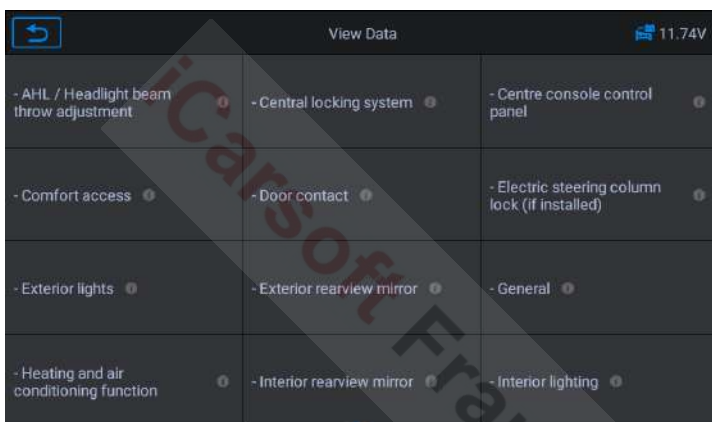 View Data
11.74V
- AHL / Headlight beam
throw adjustment
- Central locking system
- Centre console control
panel
- Comfort access
- Door contact
- Electric steering column
lock (if installed)
- Exterior lights
- Exterior rearview mirror
- General
- Heating and air
conditioning function
- Interior rearview mirror
- Interior lighting
iCarsoft Fran